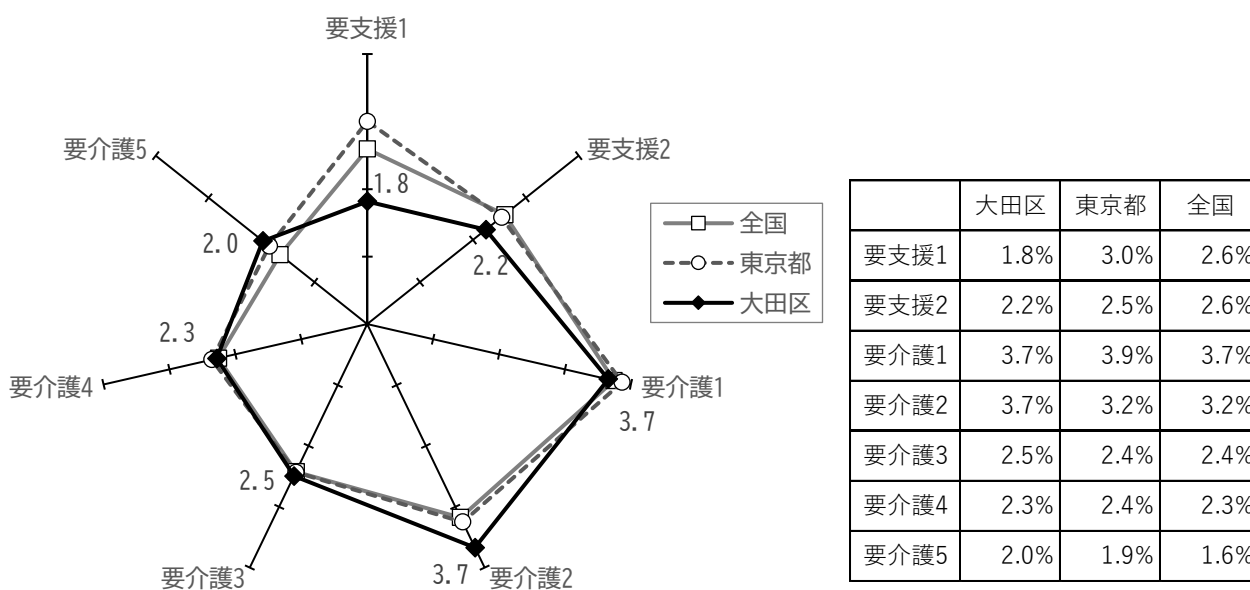 要支援1
要介護5
要支援2
1.8
2.0
2.2
全国
東京都
大田区
2.3
要介護4
要介護1
3.7
2.5
3.7
要介護3
要介護2
大田区 東京都 全国
要支援1 1.8% 3.0% 2.6%
要支援2 2.2% 2.5% 2.6%
要介護1 3.7% 3.9% 3.7%
要介護2 3.7% 3.2% 3.2%
要介護3 2.5% 2.4% 2.4%
要介護4 2.3% 2.4% 2.3%
要介護5 2.0% 1.9% 1.6%